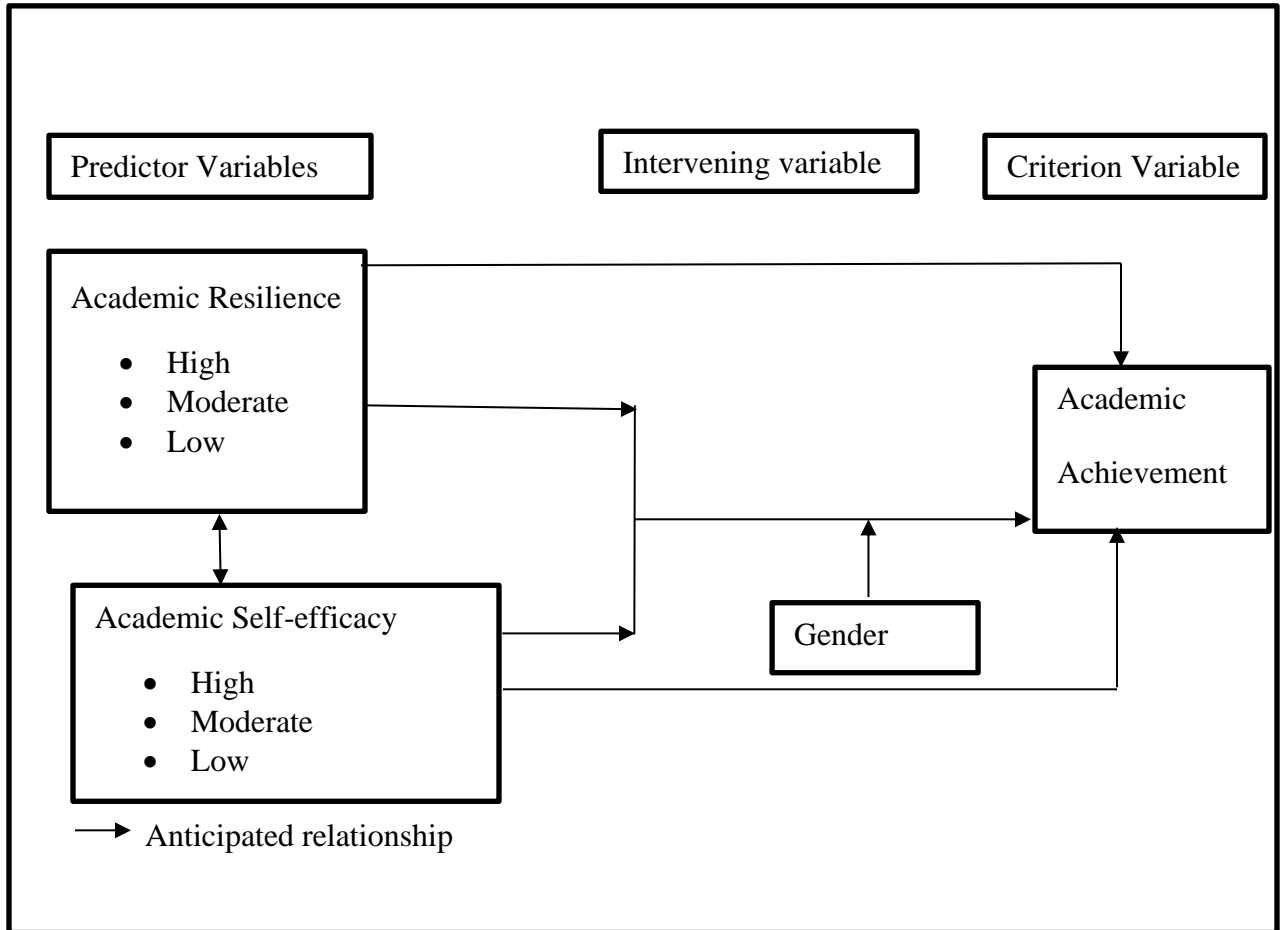 Predictor Variables
Intervening variable
Criterion Variable
Academic Resilience
• High
• Moderate
• Low
Academic
Achievement
Academic Self-efficacy
• High
• Moderate
• Low
Gender
Anticipated relationship